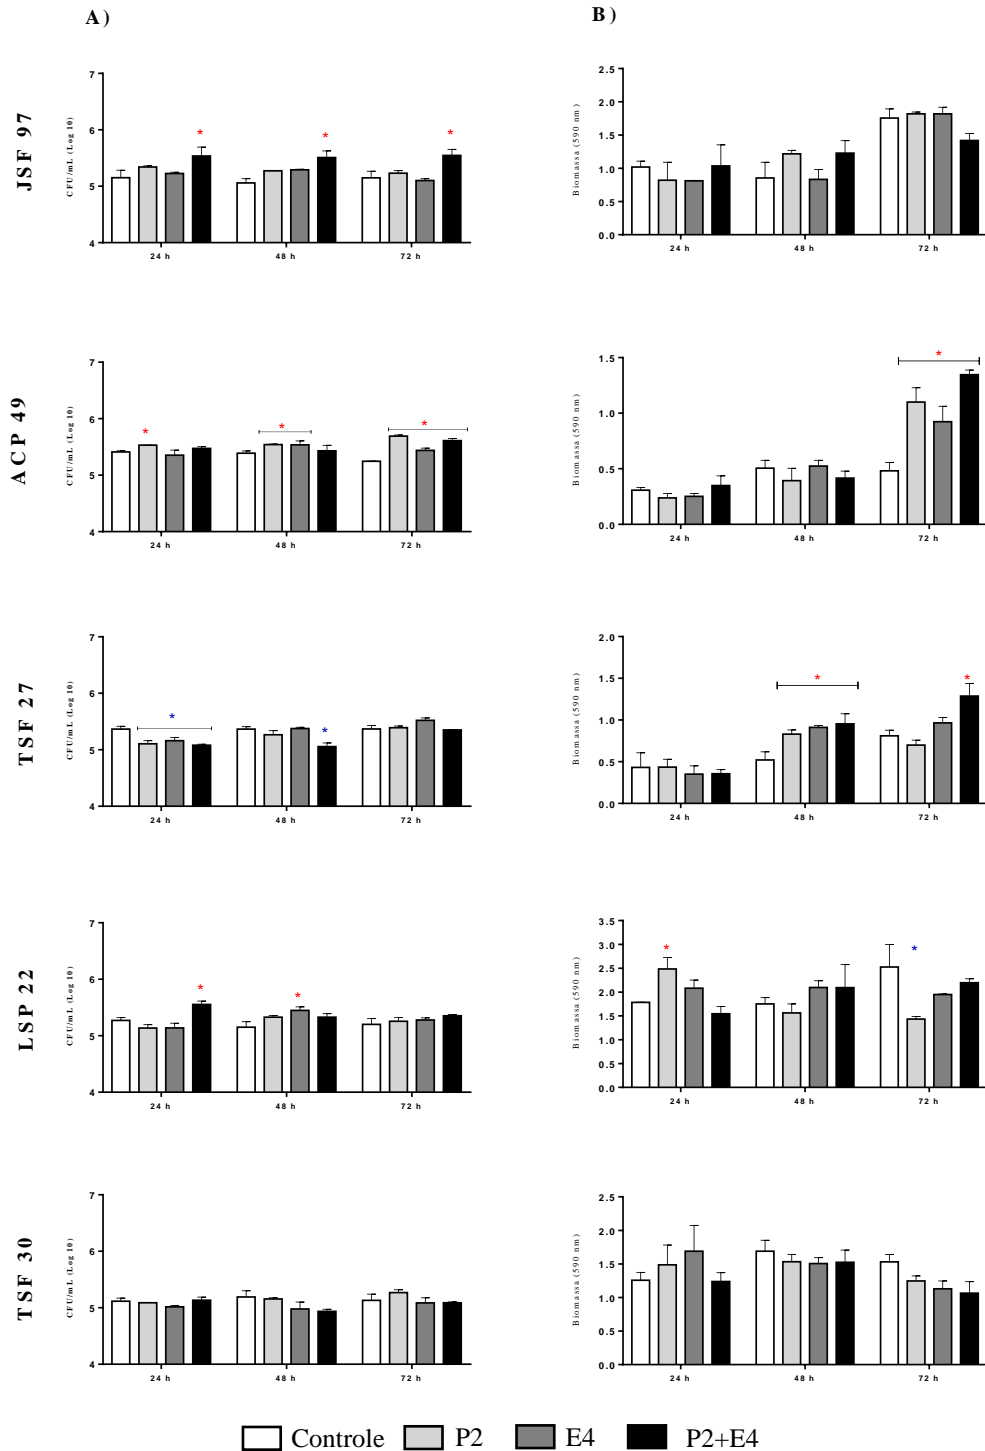 A)
B)
JSF 97
CFU/mL (Log 10)
7
6
5
4
*
*
*
24 h
48 h
72 h
Biomassa (590 nm)
2.5
2.0
1.5
1.0
0.5
0.0
24 h
48 h
72 h
ACP 49
CFU/mL (Log 10)
7
6
5
4
*
*
*
24 h
48 h
72 h
Biomassa (590 nm)
1.5
1.0
0.5
0.0
*
24 h
48 h
72 h
TSF 27
CFU/mL (Log 10)
7
6
5
4
*
*
24 h
48 h
72 h
Biomassa (590 nm)
2.0
1.5
1.0
0.5
0.0
*
*
24 h
48 h
72 h
LSP 22
CFU/mL (Log 10)
7
6
5
4
*
*
24 h
48 h
72 h
Biomassa (590 nm)
3.5
3.0
2.5
2.0
1.5
1.0
0.5
0.0
*
*
24 h
48 h
72 h
TSF 30
CFU/mL (Log 10)
7
6
5
4
24 h
48 h
72 h
Biomassa (590 nm)
2.5
2.0
1.5
1.0
0.5
0.0
24 h
48 h
72 h
Controle P2 E4 P2+E4